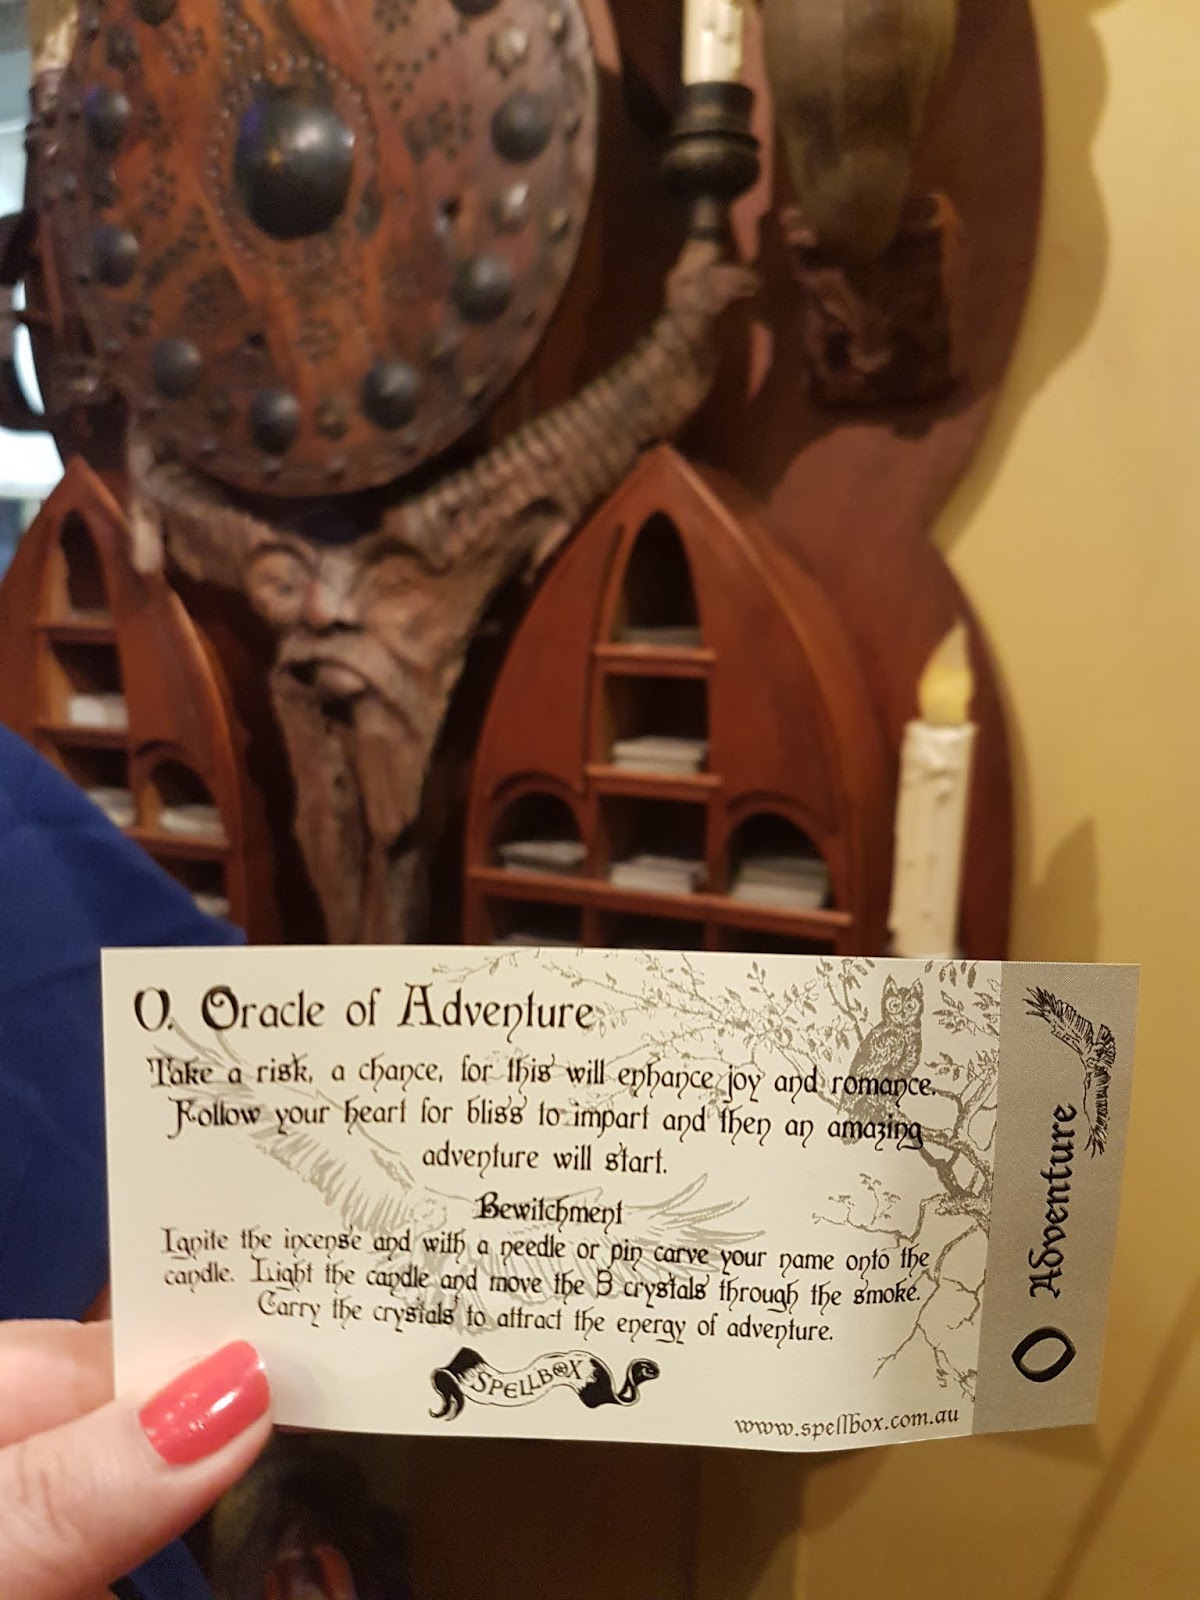 O. Oracle of Adventure
Take a risk, a chance, for this will enhance joy and romance.
Follow your heart for bliss to impart and then an amazing
adventure will start.
Bewitchment
Ignite the incense and with a needle or pin carve your name onto the
candle. Light the candle and move the 3 crystals through the smoke.
Carry the crystals to attract the energy of adventure.
SPELLBOX
www.spellbox.com.au
O Adventure